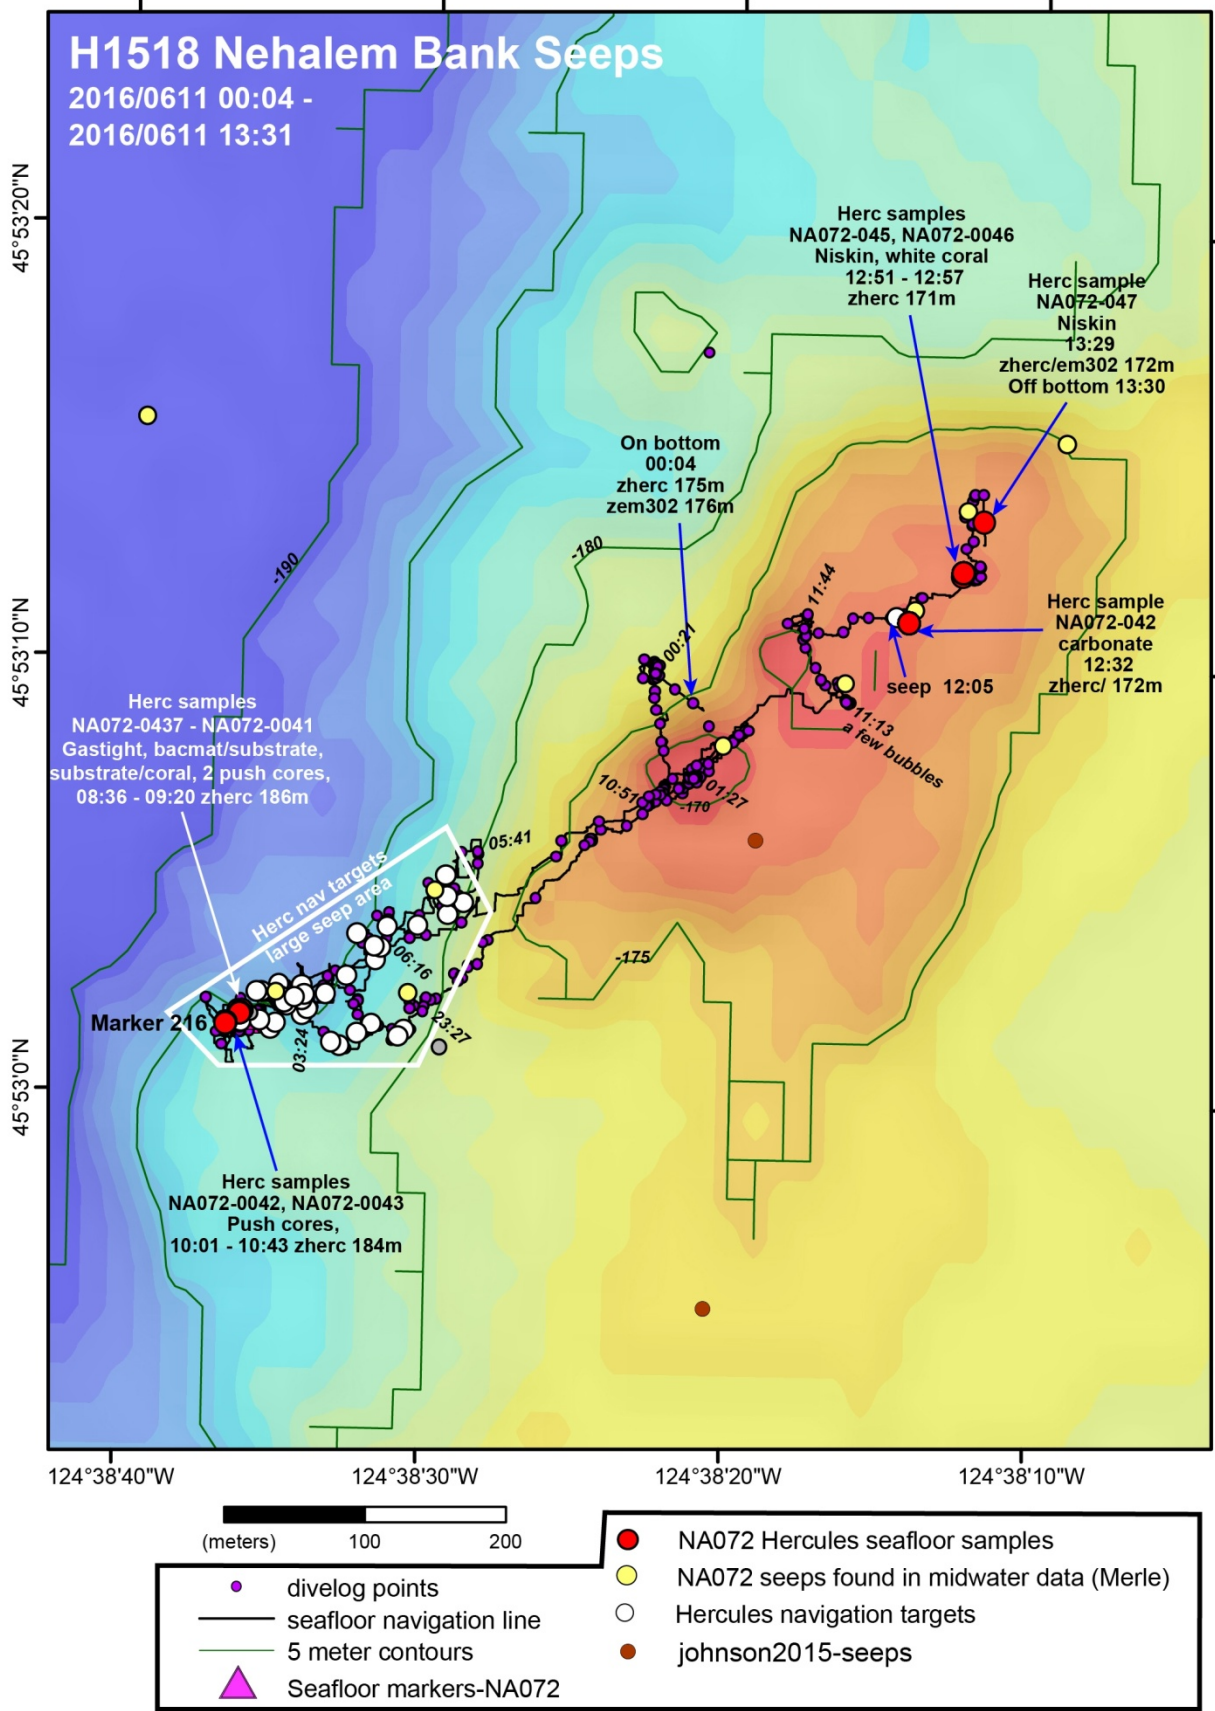 H1518 Nehalem Bank Seeps
2016/0611 00:04 -
2016/0611 13:31
45°53'20"N
45°53'10"N
45°53'0"N
Herc samples
NA072-045, NA072-0046
Niskin, white coral
12:51 - 12:57
zherc 171m
Herc sample
NA072-047
Niskin
13:29
zherc/em302 172m
Off bottom 13:30
On bottom
00:04
zherc 175m
zem302 176m
-190
-180
11:44
00:21
Herc sample
NA072-042
carbonate
12:32
zherc/ 172m
seep 12:05
11:13
a few bubbles
Herc samples
NA072-0437 - NA072-0041
Gastight, bacmat/substrate,
substrate/coral, 2 push cores,
08:36 - 09:20 zherc 186m
10:51
01:27
-170
05:41
Herc nav targets
large seep area
06:16
-175
Marker 216
03:24
23:27
Herc samples
NA072-0042, NA072-0043
Push cores,
10:01 - 10:43 zherc 184m
124°38'40"W
124°38'30"W
124°38'20"W
124°38'10"W
(meters) 100 200
divelog points
seafloor navigation line
5 meter contours
Seafloor markers-NA072
NA072 Hercules seafloor samples
NA072 seeps found in midwater data (Merle)
Hercules navigation targets
johnson2015-seeps